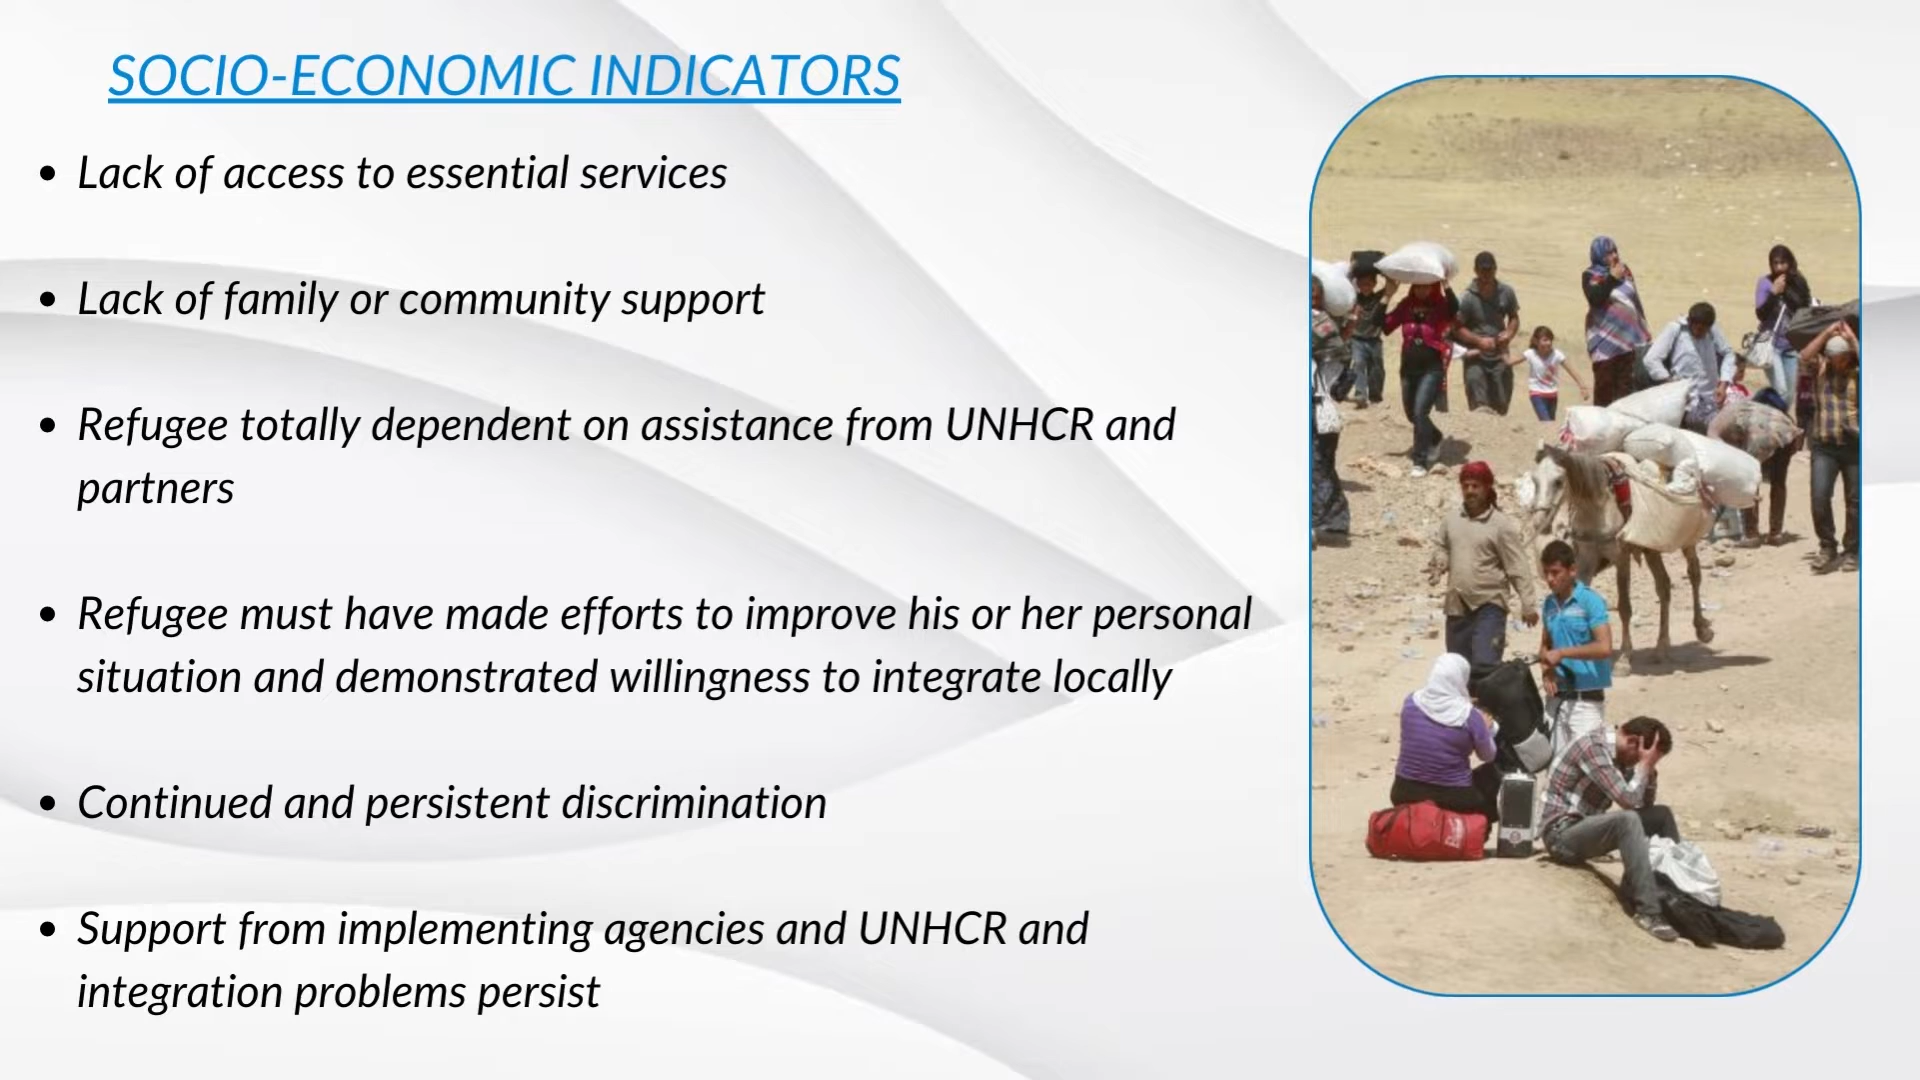 SOCIO-ECONOMIC INDICATORS
• Lack of access to essential services
• Lack of family or community support
• Refugee totally dependent on assistance from UNHCR and
partners
• Refugee must have made efforts to improve his or her personal
situation and demonstrated willingness to integrate locally
• Continued and persistent discrimination
• Support from implementing agencies and UNHCR and
integration problems persist